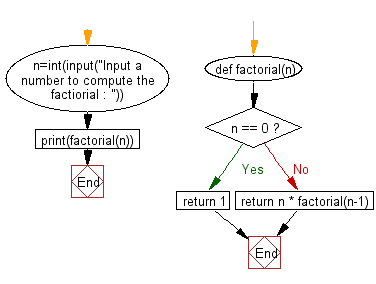 n=int(input("Input a
number to compute the
factiorial : "))
print(factorial(n))
End
def factorial(n)
n == 0 ?
Yes
No
return 1
return n * factorial(n-1)
End